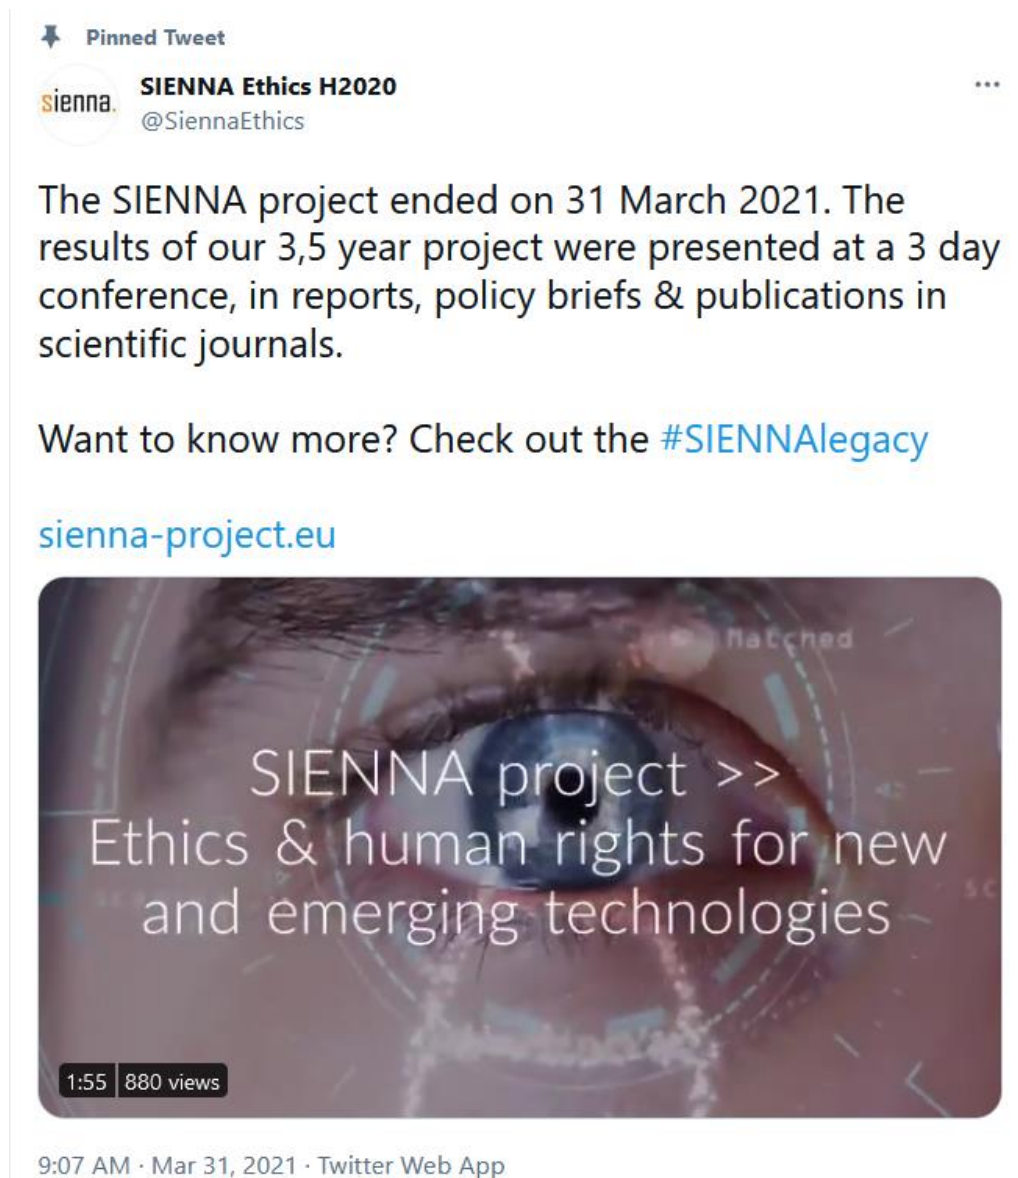 Pinned Tweet
sienna.
SIENNA Ethics H2020
@SiennaEthics
The SIENNA project ended on 31 March 2021. The
results of our 3,5 year project were presented at a 3 day
conference, in reports, policy briefs & publications in
scientific journals.
Want to know more? Check out the #SIENNAlegacy
sienna-project.eu
Matched
SIENNA project >>
Ethics & human rights for new
and emerging technologies
1:55 880 views
9:07 AM · Mar 31, 2021 · Twitter Web App